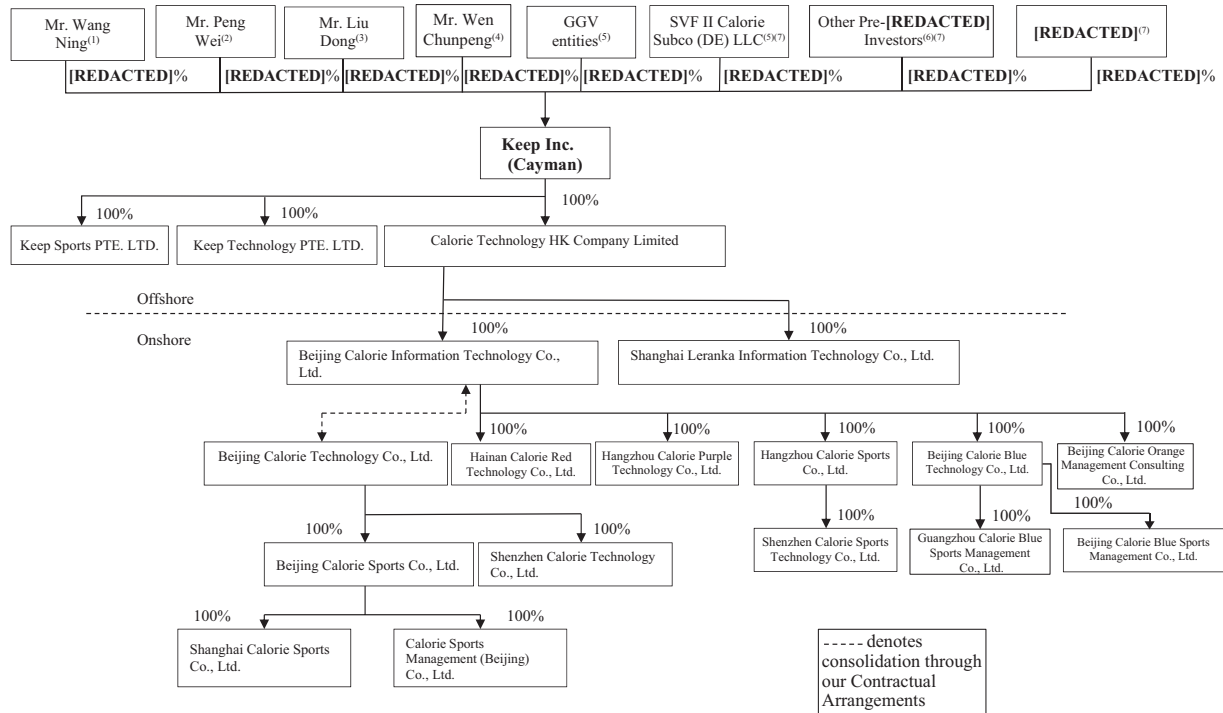 Mr. Wang
Ning(1)
Mr. Peng
Wei(2)
Mr. Liu
Dong(3)
Mr. Wen
Chunpeng(4)
GGV
entities(5)
SVF II Calorie
Subco (DE) LLC(5)(7)
Other Pre-[REDACTED]
Investors(6)(7)
[REDACTED](7)
[REDACTED]%
[REDACTED]%
[REDACTED]%
[REDACTED]%
[REDACTED]%
[REDACTED]%
[REDACTED]%
[REDACTED]%
Keep Inc.
(Cayman)
100%
100%
100%
Keep Sports PTE. LTD.
Keep Technology PTE. LTD.
Calorie Technology HK Company Limited
Offshore
Onshore
100%
100%
Beijing Calorie Information Technology Co.,
Ltd.
Shanghai Leranka Information Technology Co., Ltd.
100%
100%
100%
100%
100%
Beijing Calorie Technology Co., Ltd.
Hainan Calorie Red
Technology Co., Ltd.
Hangzhou Calorie Purple
Technology Co., Ltd.
Hangzhou Calorie Sports
Co., Ltd.
Beijing Calorie Blue
Technology Co., Ltd.
Beijing Calorie Orange
Management Consulting
Co., Ltd.
100%
100%
100%
100%
100%
Beijing Calorie Sports Co., Ltd.
Shenzhen Calorie Technology
Co., Ltd.
Shenzhen Calorie Sports
Technology Co., Ltd.
Guangzhou Calorie Blue
Sports Management
Co., Ltd.
Beijing Calorie Blue Sports
Management Co., Ltd.
100%
100%
Shanghai Calorie Sports
Co., Ltd.
Calorie Sports
Management (Beijing) Co.,
Ltd.
----- denotes
consolidation through
our Contractual
Arrangements